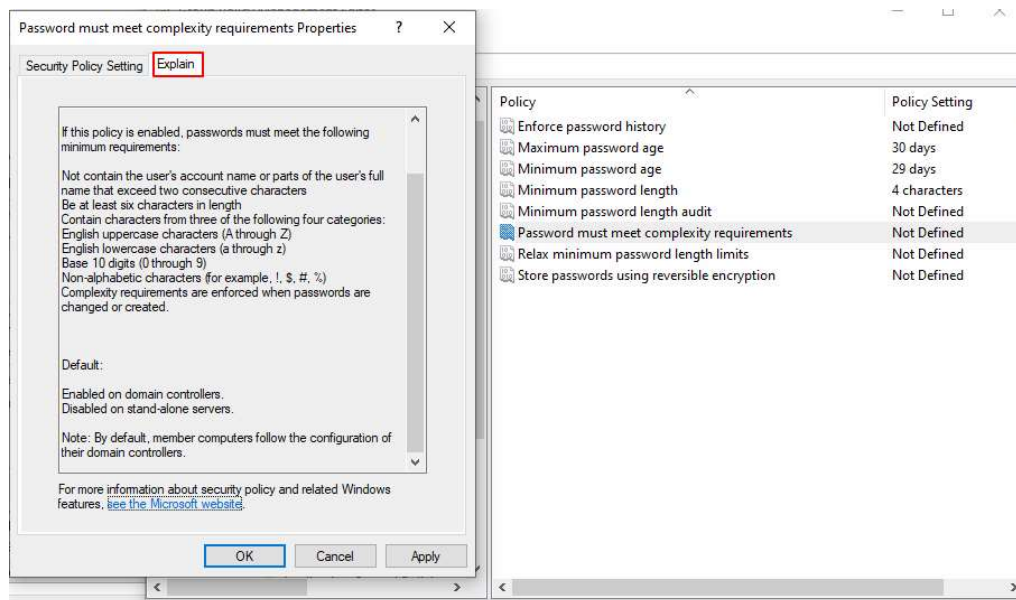 Password must meet complexity requirements Properties
Security Policy Setting
Explain
If this policy is enabled, passwords must meet the following
minimum requirements:
Not contain the user's account name or parts of the user's full
name that exceed two consecutive characters
Be at least six characters in length
Contain characters from three of the following four categories:
English uppercase characters (A through Z)
English lowercase characters (a through z)
Base 10 digits (0 through 9)
Non-alphabetic characters (for example, !, $, #, %)
Complexity requirements are enforced when passwords are
changed or created.
Default:
Enabled on domain controllers.
Disabled on stand-alone servers.
Note: By default, member computers follow the configuration of
their domain controllers.
For more information about security policy and related Windows
features, see the Microsoft website.
OK
Cancel
Apply
Policy
Policy Setting
Enforce password history
Not Defined
Maximum password age
30 days
Minimum password age
29 days
Minimum password length
4 characters
Minimum password length audit
Not Defined
Password must meet complexity requirements
Not Defined
Relax minimum password length limits
Not Defined
Store passwords using reversible encryption
Not Defined